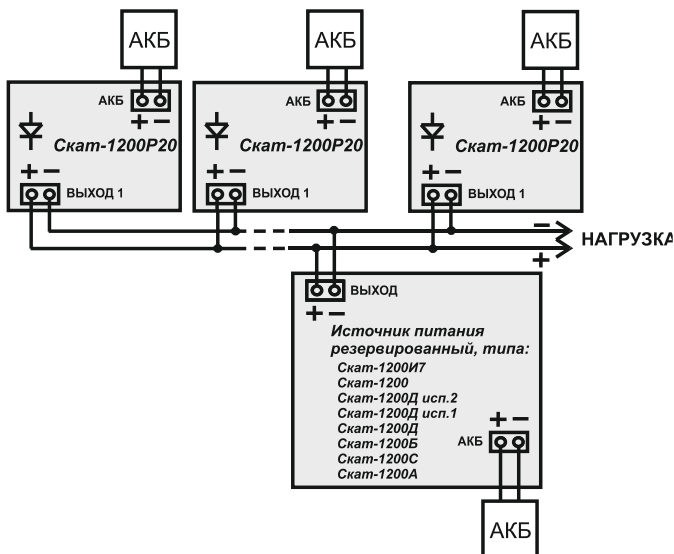 АКБ АКБ АКБ
АКБ АКБ АКБ
+ − + − + −
Скат-1200Р20 Скат-1200Р20 Скат-1200Р20
+ − + − + −
ВЫХОД 1 ВЫХОД 1 ВЫХОД 1
−
НАГРУЗКА
+
ВЫХОД
+ −
Источник питания
резервированный, типа:
Скат-1200И7
Скат-1200
Скат-1200Д исп.2
Скат-1200Д исп.1
Скат-1200Д
Скат-1200Б
Скат-1200С
Скат-1200А
+ −
АКБ
АКБ